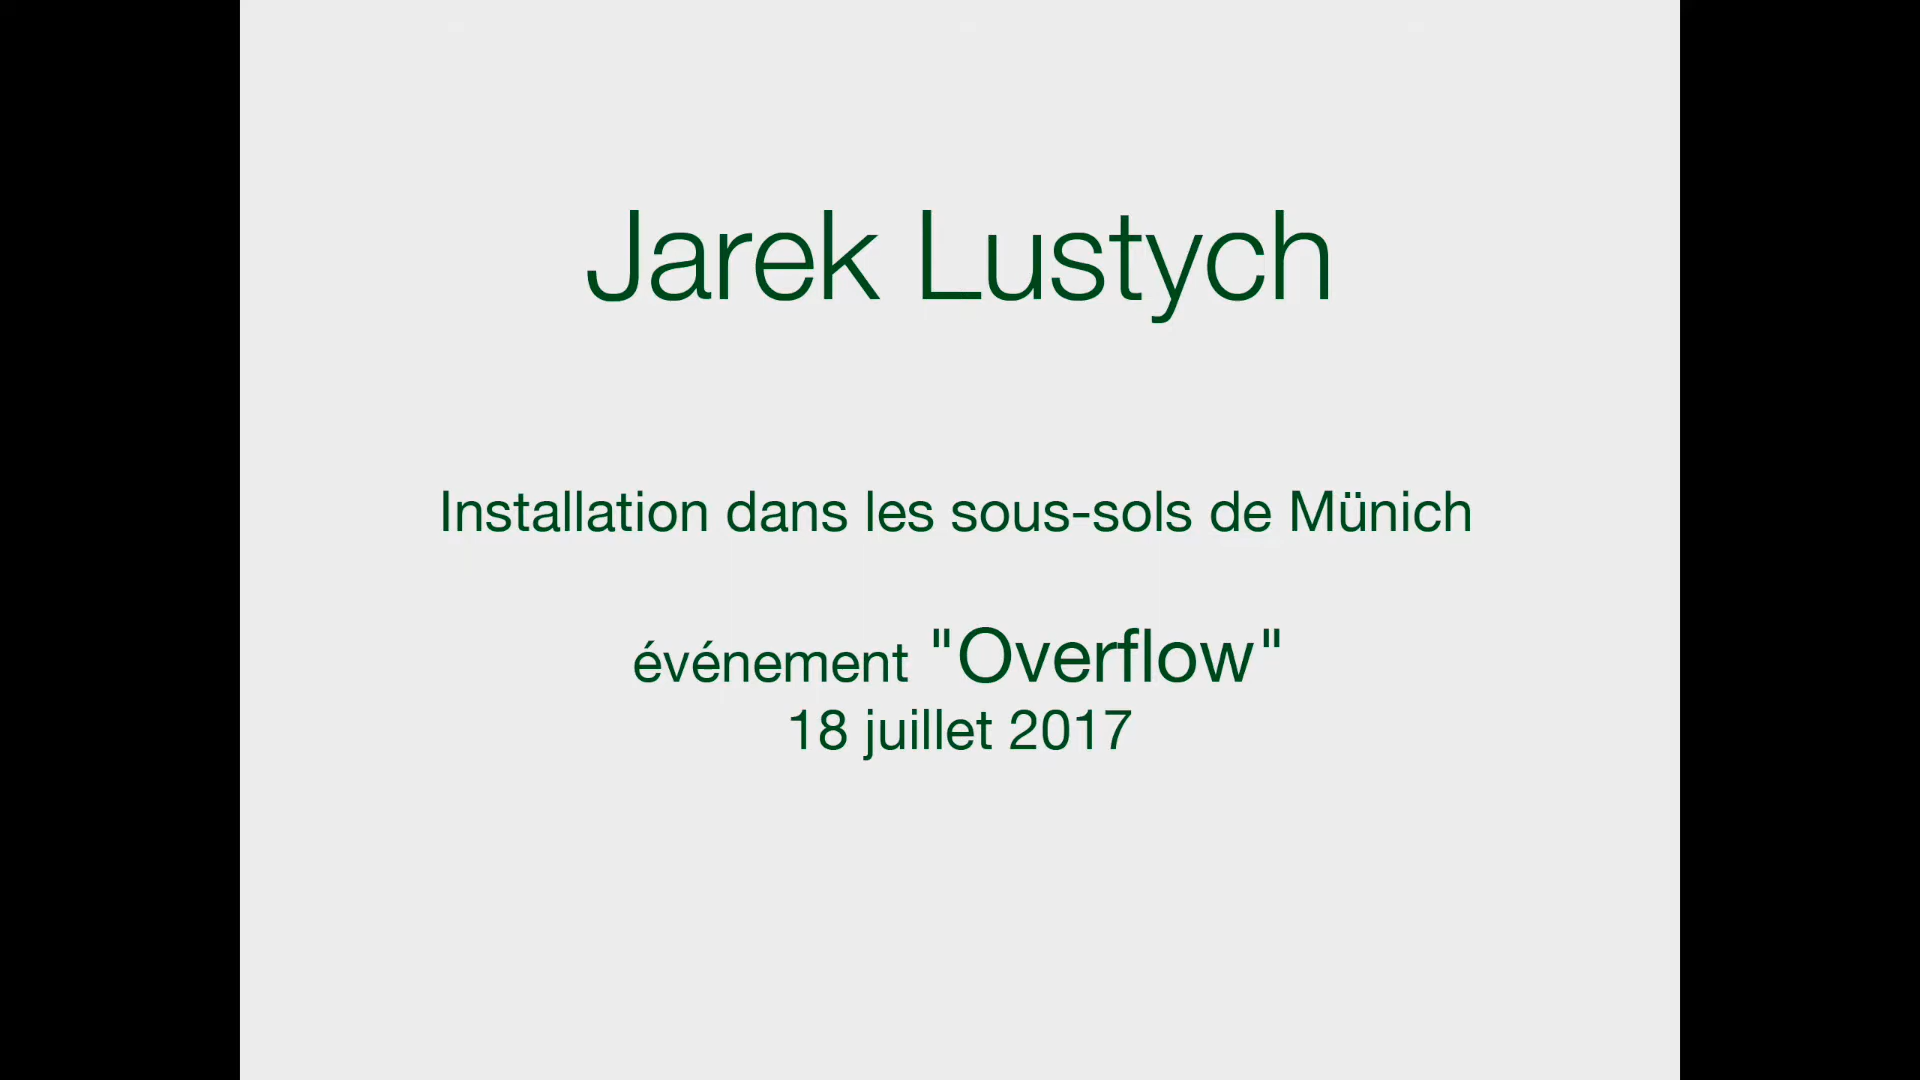 Jarek Lustych
Installation dans les sous-sols de Münich
événement "Overflow"
18 juillet 2017